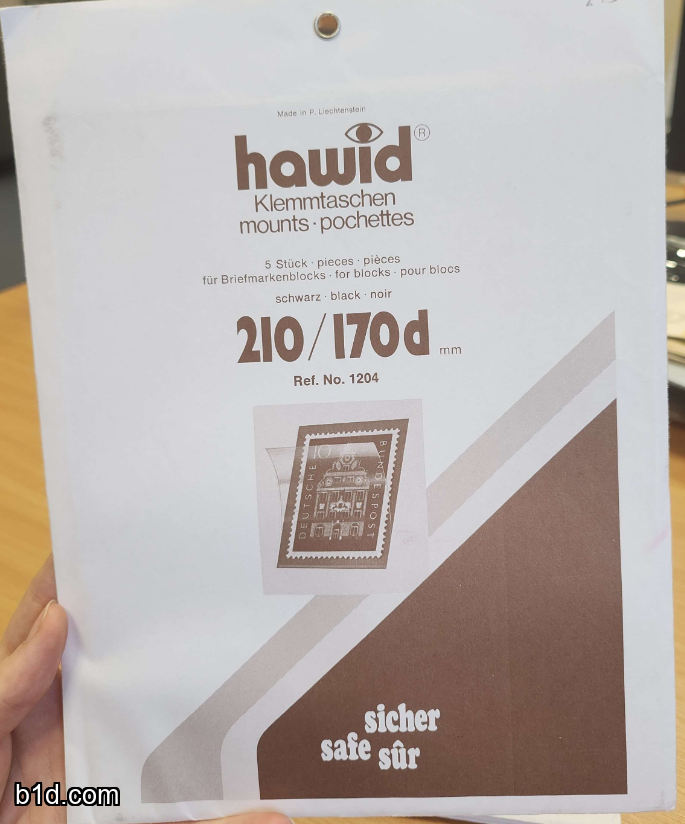 Made in P. Liechtenstein
hawid ®
Klemmtaschen
mounts · pochettes
5 Stück · pieces · pièces
für Briefmarkenblocks · for blocks · pour blocs
schwarz · black · noir
210/170d mm
Ref. No. 1204
10
DEUTSCHE
BUNDESPOST
sicher
safe sûr
b1d.com